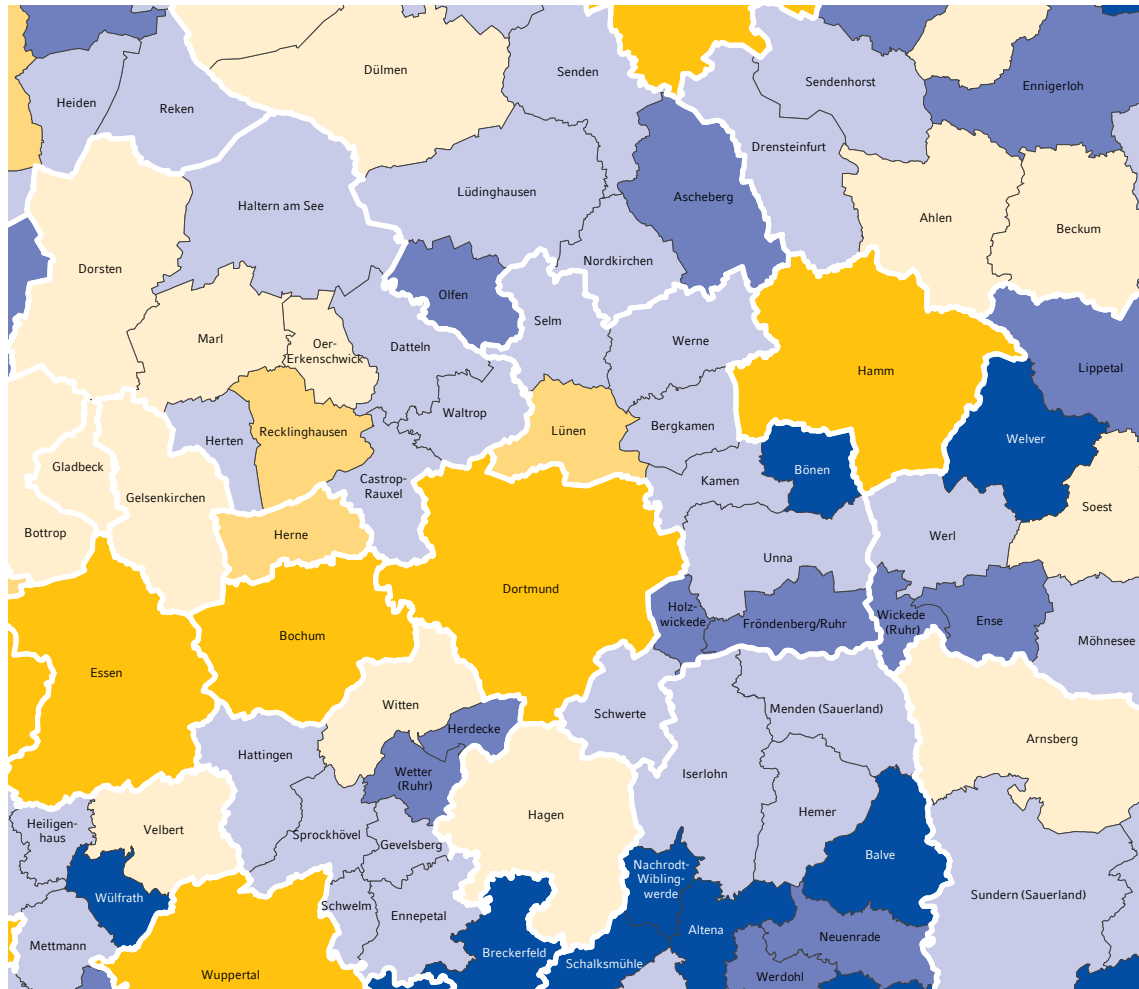 Dülmen
Senden
Sendenhorst
Ennigerloh
Heiden
Reken
Drensteinfurt
Lüdinghausen
Ascheberg
Haltern am See
Ahlen
Beckum
Dorsten
Nordkirchen
Olfen
Selm
Marl
Oer-
Erkenschwick
Datteln
Werne
Hamm
Lippetal
Waltrop
Herten
Recklinghausen
Lünen
Bergkamen
Welver
Gladbeck
Gelsenkirchen
Castrop-
Rauxel
Kamen
Bönen
Soest
Bottrop
Herne
Werl
Unna
Dortmund
Holz-
wickede
Fröndenberg/Ruhr
Wickede
(Ruhr)
Ense
Bochum
Möhnesee
Essen
Witten
Schwerte
Menden (Sauerland)
Herdecke
Arnsberg
Hattingen
Wetter
(Ruhr)
Iserlohn
Hemer
Heiligen-
haus
Velbert
Sprockhövel
Gevelsberg
Hagen
Balve
Nachrodt-
Wibling-
werde
Wülfrath
Schwelm
Ennepetal
Sundern (Sauerland)
Altena
Neuenrade
Mettmann
Breckerfeld
Schalksmühle
Wuppertal
Werdohl